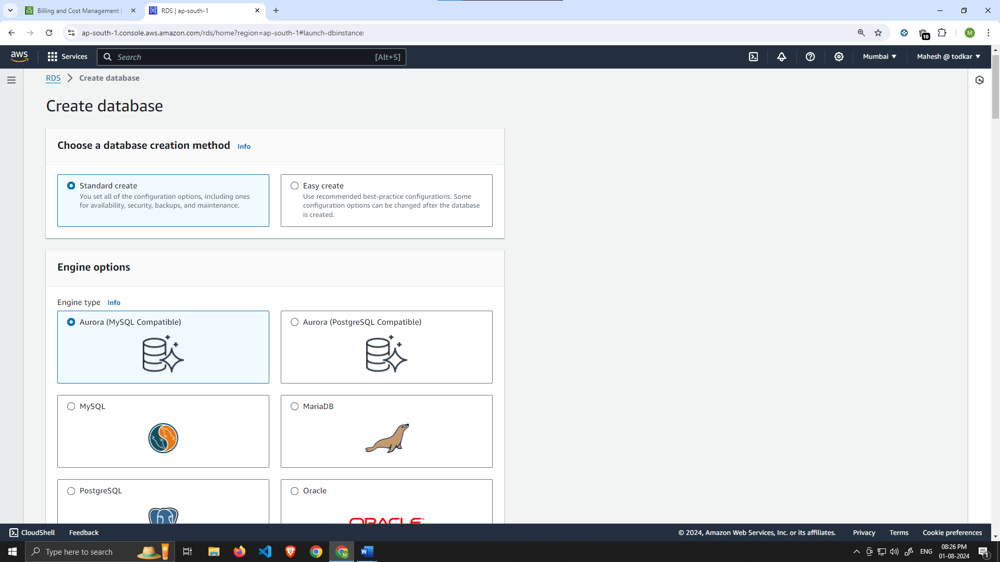 Billing and Cost Management |
RDS | ap-south-1
ap-south-1.console.aws.amazon.com/rds/home?region=ap-south-1#launch-dbinstance:
10
M
aws
Services
Search
[Alt+S]
Mumbai
Mahesh @ todkar
RDS
Create database
Create database
Choose a database creation method Info
Standard create
You set all of the configuration options, including ones
for availability, security, backups, and maintenance.
Easy create
Use recommended best-practice configurations. Some
configuration options can be changed after the database
is created.
Engine options
Engine type Info
Aurora (MySQL Compatible)
Aurora (PostgreSQL Compatible)
MySQL
MariaDB
PostgreSQL
Oracle
ORACLE
CloudShell
Feedback
© 2024, Amazon Web Services, Inc. or its affiliates.
Privacy
Terms
Cookie preferences
Type here to search
M
W
ENG
08:26 PM
01-08-2024
1